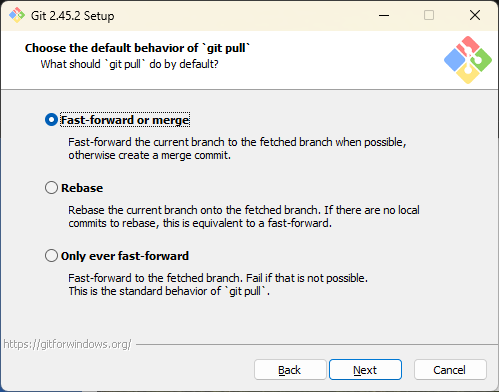 Git 2.45.2 Setup
Choose the default behavior of `git pull`
What should `git pull` do by default?
Fast-forward or merge
Fast-forward the current branch to the fetched branch when possible,
otherwise create a merge commit.
Rebase
Rebase the current branch onto the fetched branch. If there are no local
commits to rebase, this is equivalent to a fast-forward.
Only ever fast-forward
Fast-forward to the fetched branch. Fail if that is not possible.
This is the standard behavior of `git pull`.
https://gitforwindows.org/
Back Next Cancel